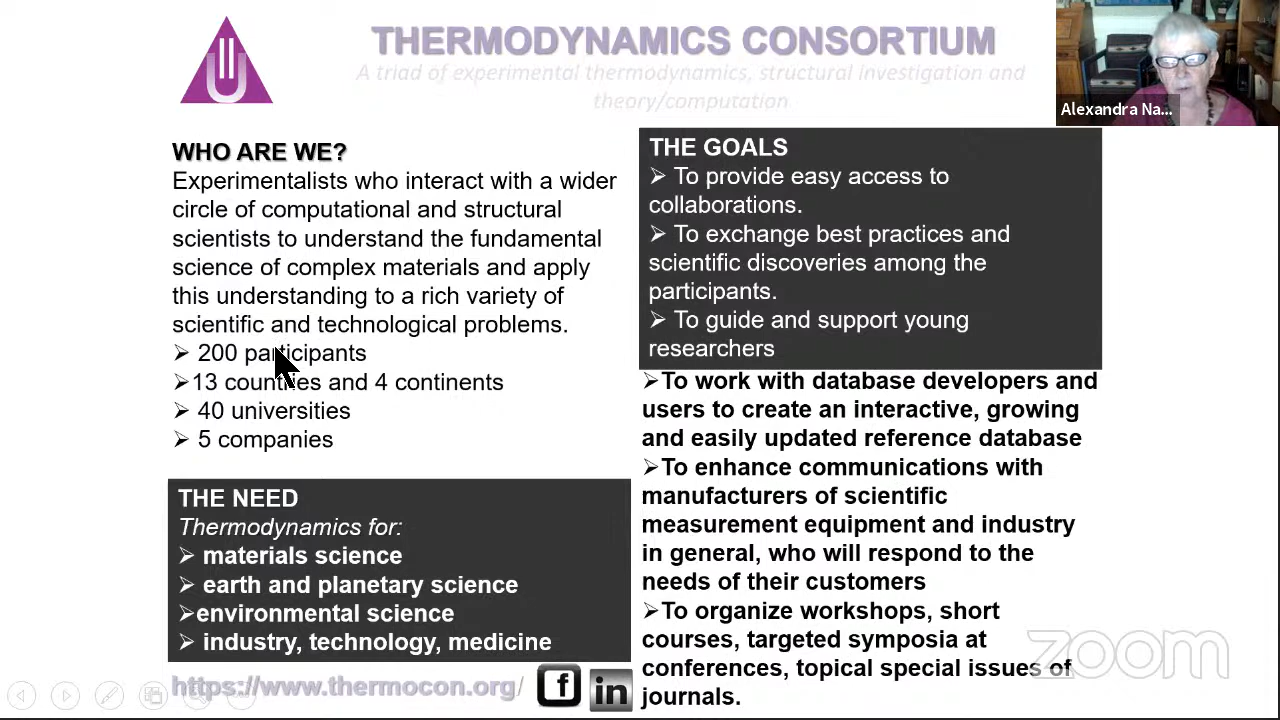 THERMODYNAMICS CONSORTIUM
A triad of experimental thermodynamics, structural investigation and
theory/computation
Alexandra Na...
WHO ARE WE?
Experimentalists who interact with a wider
circle of computational and structural
scientists to understand the fundamental
science of complex materials and apply
this understanding to a rich variety of
scientific and technological problems.
➢ 200 participants
➢13 countries and 4 continents
➢ 40 universities
➢ 5 companies
THE NEED
Thermodynamics for:
➢ materials science
➢ earth and planetary science
➢environmental science
➢ industry, technology, medicine
https://www.thermocon.org/
f
in
THE GOALS
➢ To provide easy access to
collaborations.
➢ To exchange best practices and
scientific discoveries among the
participants.
➢ To guide and support young
researchers
➢To work with database developers and
users to create an interactive, growing
and easily updated reference database
➢To enhance communications with
manufacturers of scientific
measurement equipment and industry
in general, who will respond to the
needs of their customers
➢To organize workshops, short
courses, targeted symposia at
conferences, topical special issues of
journals.
zoom